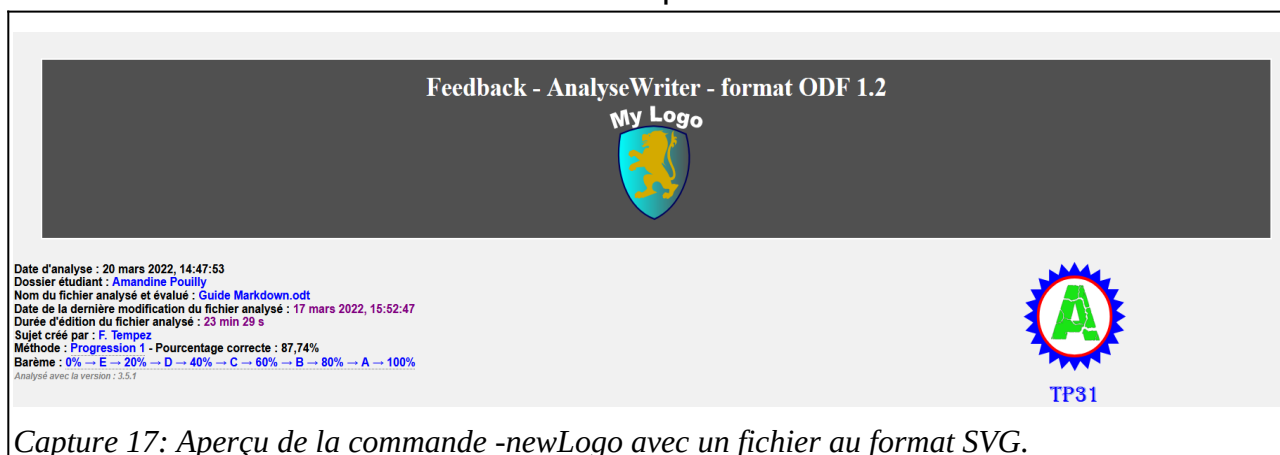 Feedback - AnalyseWriter - format ODF 1.2
My Logo
Date d'analyse : 20 mars 2022, 14:47:53
Dossier étudiant : Amandine Pouilly
Nom du fichier analysé et évalué : Guide Markdown.odt
Date de la dernière modification du fichier analysé : 17 mars 2022, 15:52:47
Durée d'édition du fichier analysé : 23 min 29 s
Sujet créé par : F. Tempez
Méthode : Progression 1 - Pourcentage correcte : 87,74%
Barème : 0% → E → 20% → D → 40% → C → 60% → B → 80% → A → 100%
Analysé avec la version : 3.5.1
A
TP31
Capture 17: Aperçu de la commande -newLogo avec un fichier au format SVG.